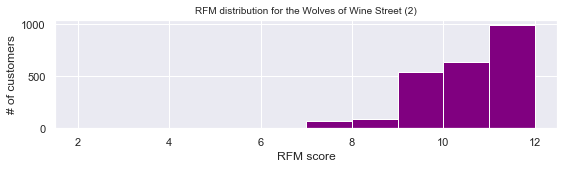 RFM distribution for the Wolves of Wine Street (2)
# of customers
1000
500
0
2 4 6 8 10 12
RFM score